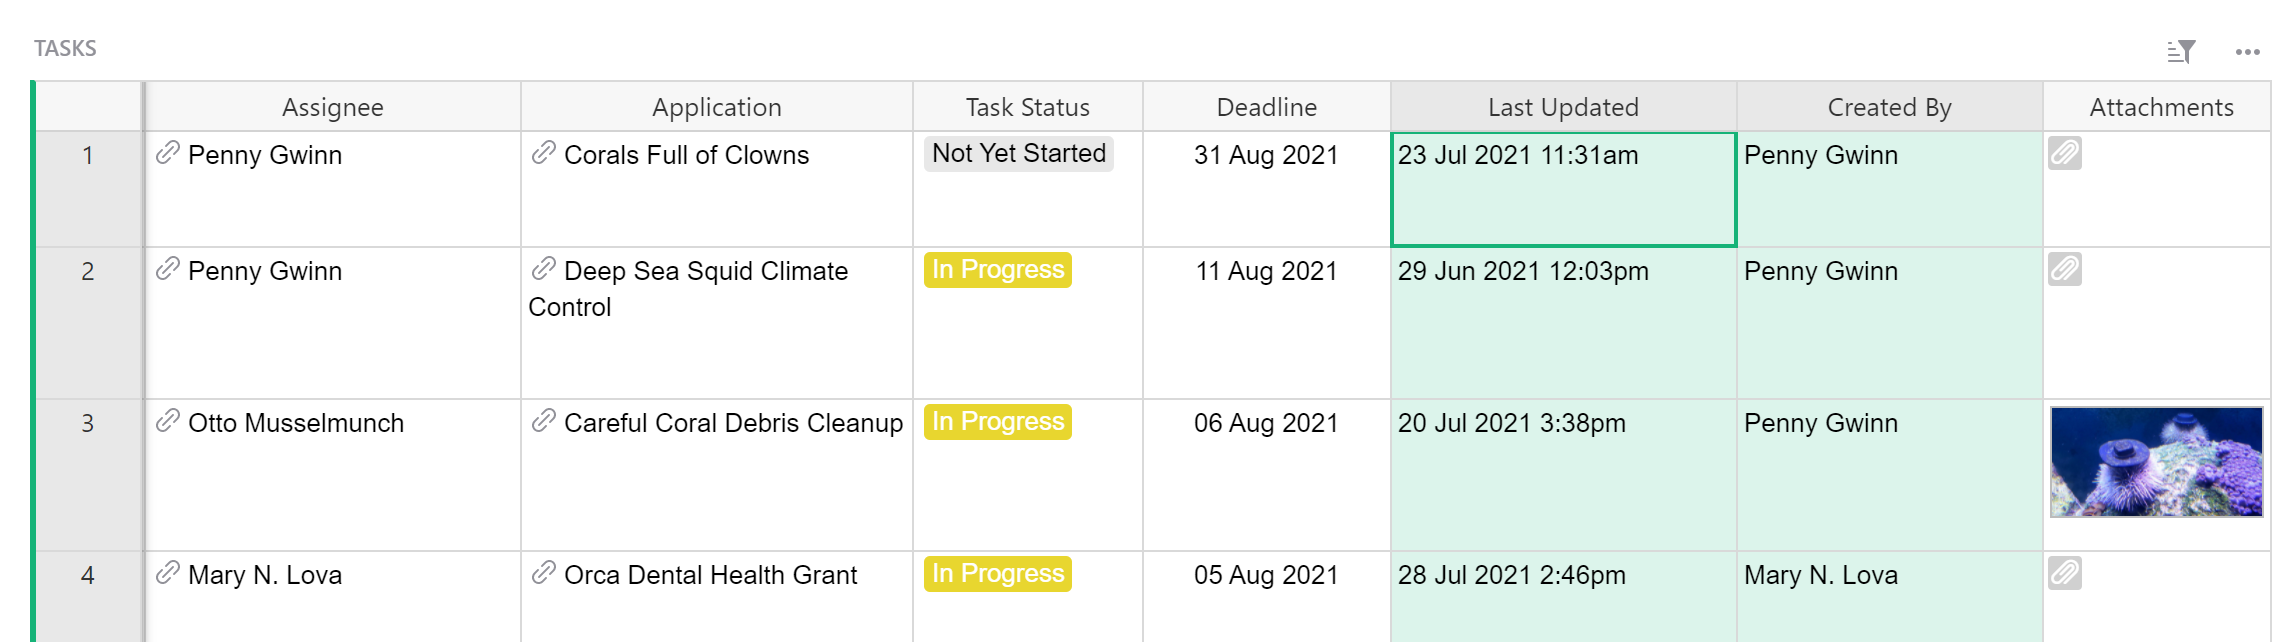 TASKS
Assignee Application Task Status Deadline Last Updated Created By Attachments
1 Penny Gwinn Corals Full of Clowns Not Yet Started 31 Aug 2021 23 Jul 2021 11:31am Penny Gwinn
2 Penny Gwinn Deep Sea Squid Climate In Progress 11 Aug 2021 29 Jun 2021 12:03pm Penny Gwinn
Control
3 Otto Musselmunch Careful Coral Debris Cleanup In Progress 06 Aug 2021 20 Jul 2021 3:38pm Penny Gwinn
4 Mary N. Lova Orca Dental Health Grant In Progress 05 Aug 2021 28 Jul 2021 2:46pm Mary N. Lova